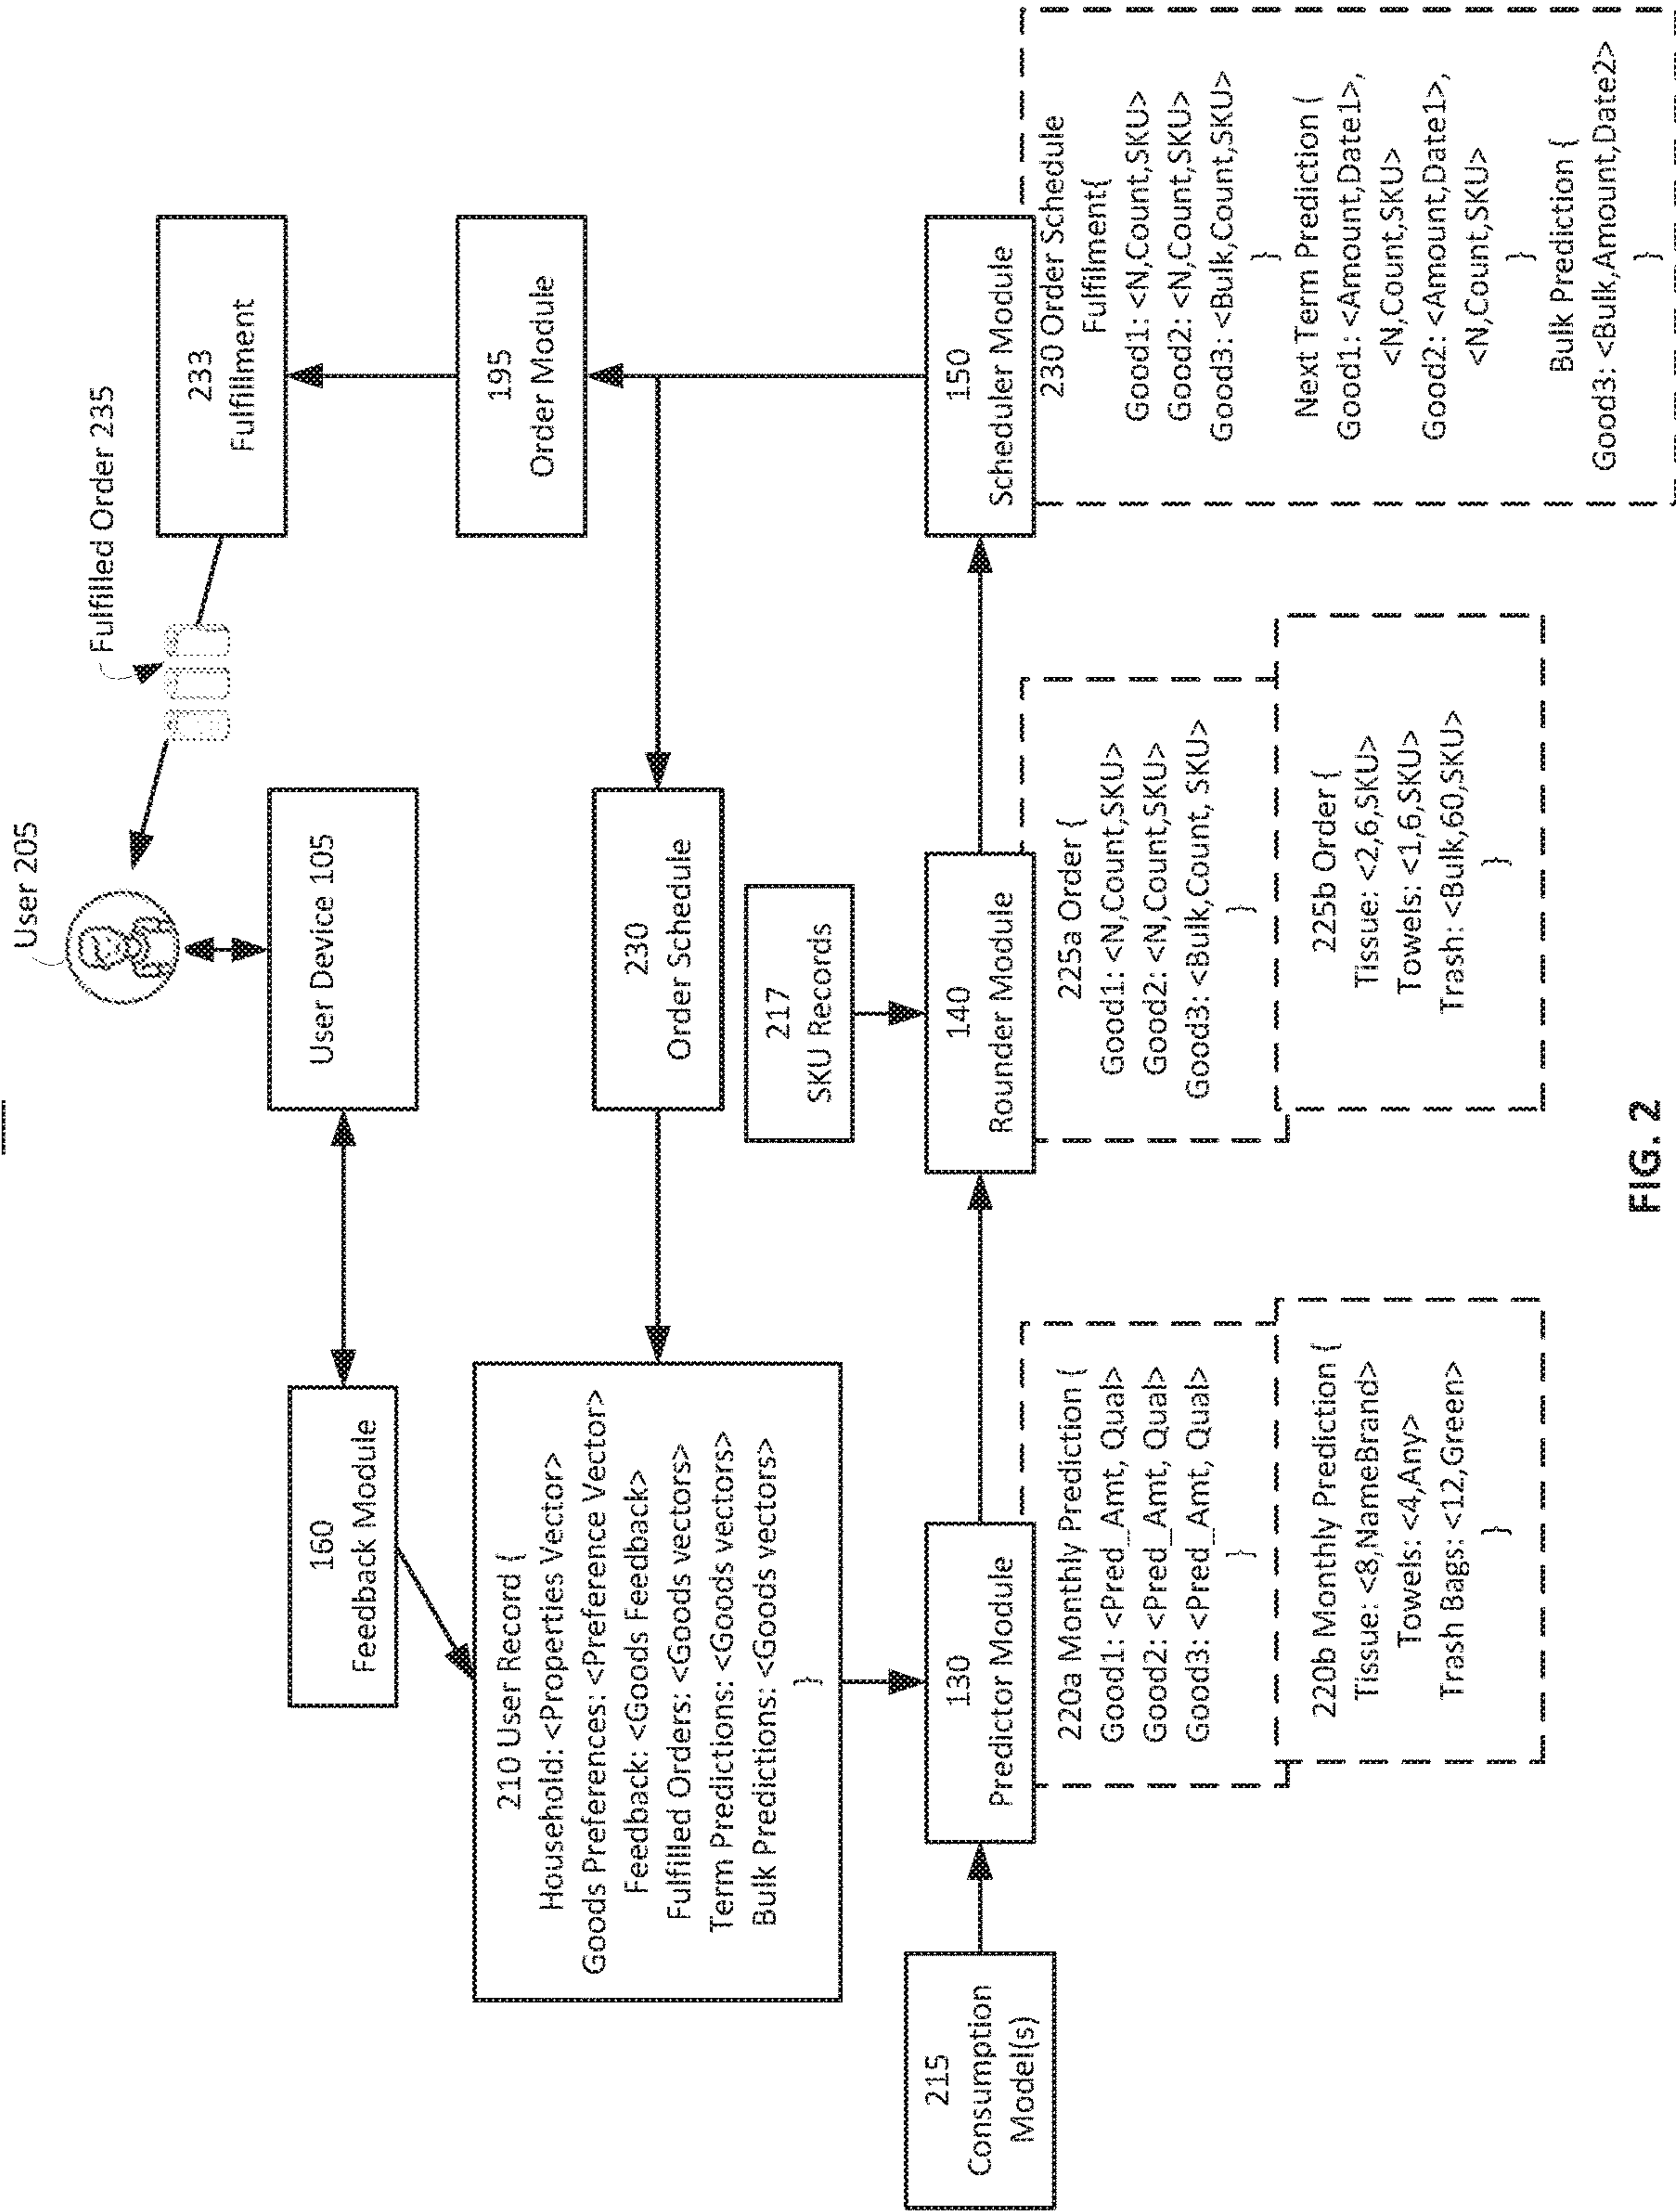 User 205
Fulfilled Order 235
User Device 105
160
Feedback Module
233
Fulfillment
210 User Record {
Household: <Properties Vector>
Goods Preferences: <Preference Vector>
Feedback: <Goods Feedback>
Fulfilled Orders: <Goods vectors>
Term Predictions: <Goods vectors>
Bulk Predictions: <Goods vectors>
}
230
Order Schedule
195
Order Module
217
SKU Records
215
Consumption
Model(s)
130
Predictor Module
140
Rounder Module
150
Scheduler Module
220a Monthly Prediction {
Good1: <Pred_Amt, Qual>
Good2: <Pred_Amt, Qual>
Good3: <Pred_Amt, Qual>
}
220b Monthly Prediction {
Tissue: <8,NameBrand>
Towels: <4,Any>
Trash Bags: <12,Green>
}
225a Order {
Good1: <N,Count,SKU>
Good2: <N,Count,SKU>
Good3: <Bulk,Count, SKU>
}
225b Order {
Tissue: <2,6,SKU>
Towels: <1,6,SKU>
Trash: <Bulk,60,SKU>
}
230 Order Schedule
Fulfilment{
Good1: <N,Count,SKU>
Good2: <N,Count,SKU>
Good3: <Bulk,Count,SKU>
}
Next Term Prediction {
Good1: <Amount,Date1>,
<N,Count,SKU>
Good2: <Amount,Date1>,
<N,Count,SKU>
}
Bulk Prediction {
Good3: <Bulk,Amount,Date2>
}
FIG. 2